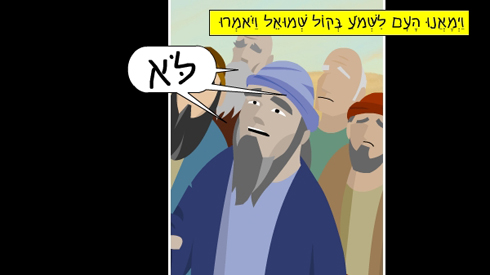 וַיְמָאֲנוּ הָעָם לִשְׁמֹעַ בְּקוֹל שְׁמוּאֵל וַיֹּאמְרוּ
לֹּא